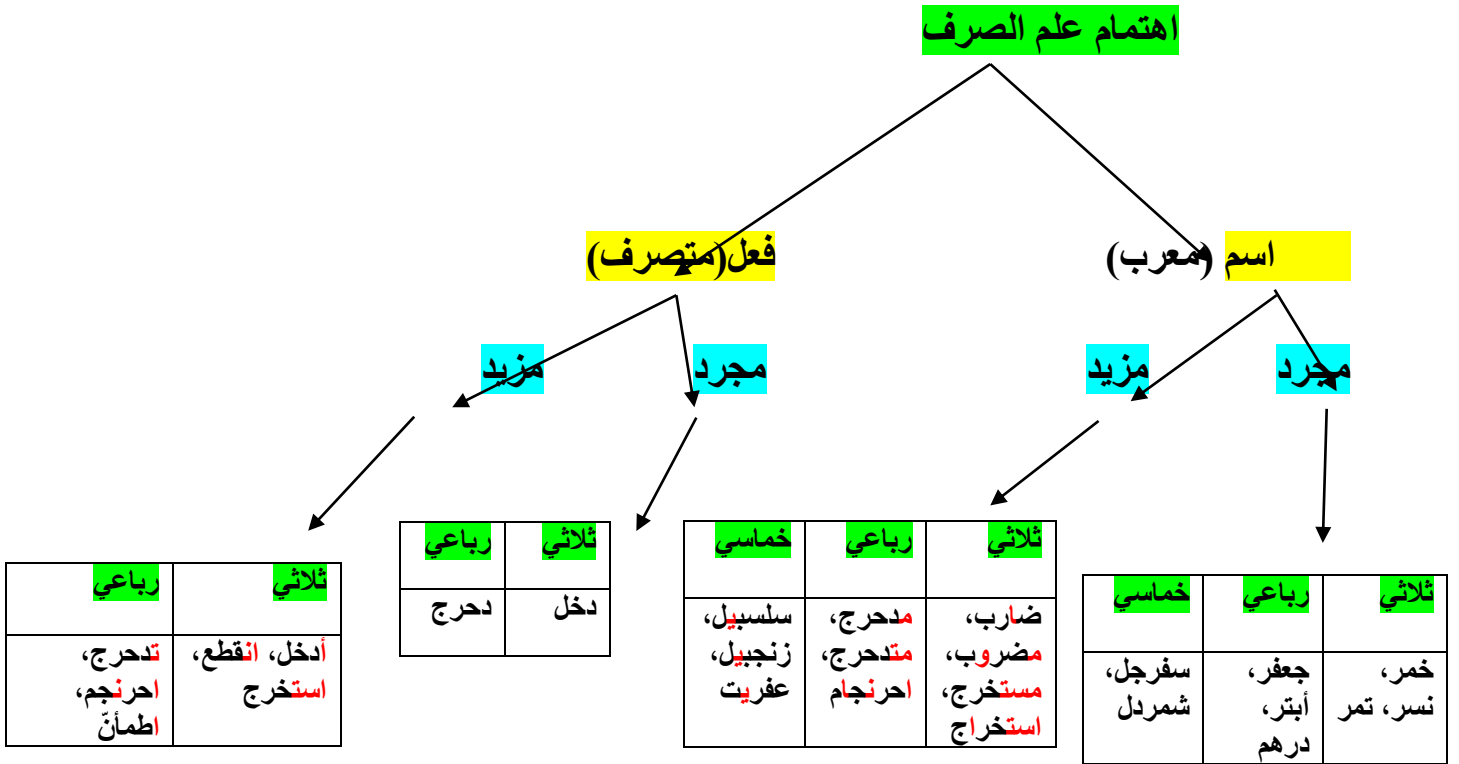 اهتمام علم الصرف
اسم (معرب)
فعل(متصرف)
مجرد
مزيد
مجرد
مزيد
ثلاثي
رباعي
خماسي
خمر،
نسر، تمر
جعفر،
أبتر،
درهم
سفرجل،
شمردل
ثلاثي
رباعي
خماسي
ضارب،
مضروب،
مستخرج،
استخراج
مدحرج،
متدحرج،
احرنجام
سلسبيل،
زنجبيل،
عفريت
ثلاثي
رباعي
دخل
دحرج
ثلاثي
رباعي
أدخل، انقطع،
استخرج
تدحرج،
احرنجم،
اطمأنّ